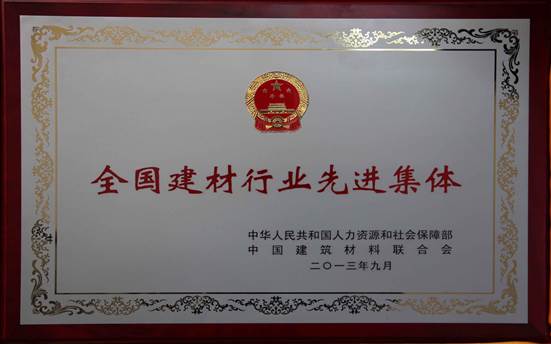 全国建材行业先进集体
中华人民共和国人力资源和社会保障部
中国建筑材料联合会
二〇一三年九月